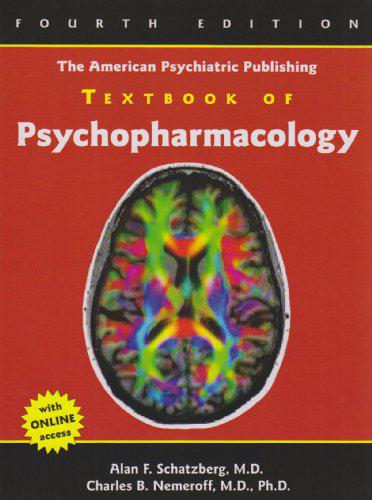 FOURTH EDITION
The American Psychiatric Publishing
TEXTBOOK OF
Psychopharmacology
with
ONLINE
access
Alan F. Schatzberg, M.D.
Charles B. Nemeroff, M.D., Ph.D.